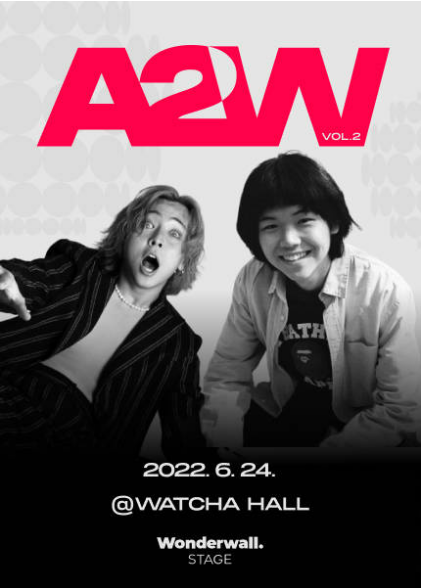 A2W
VOL.2
2022. 6. 24.
@WATCHA HALL
Wonderwall.
STAGE